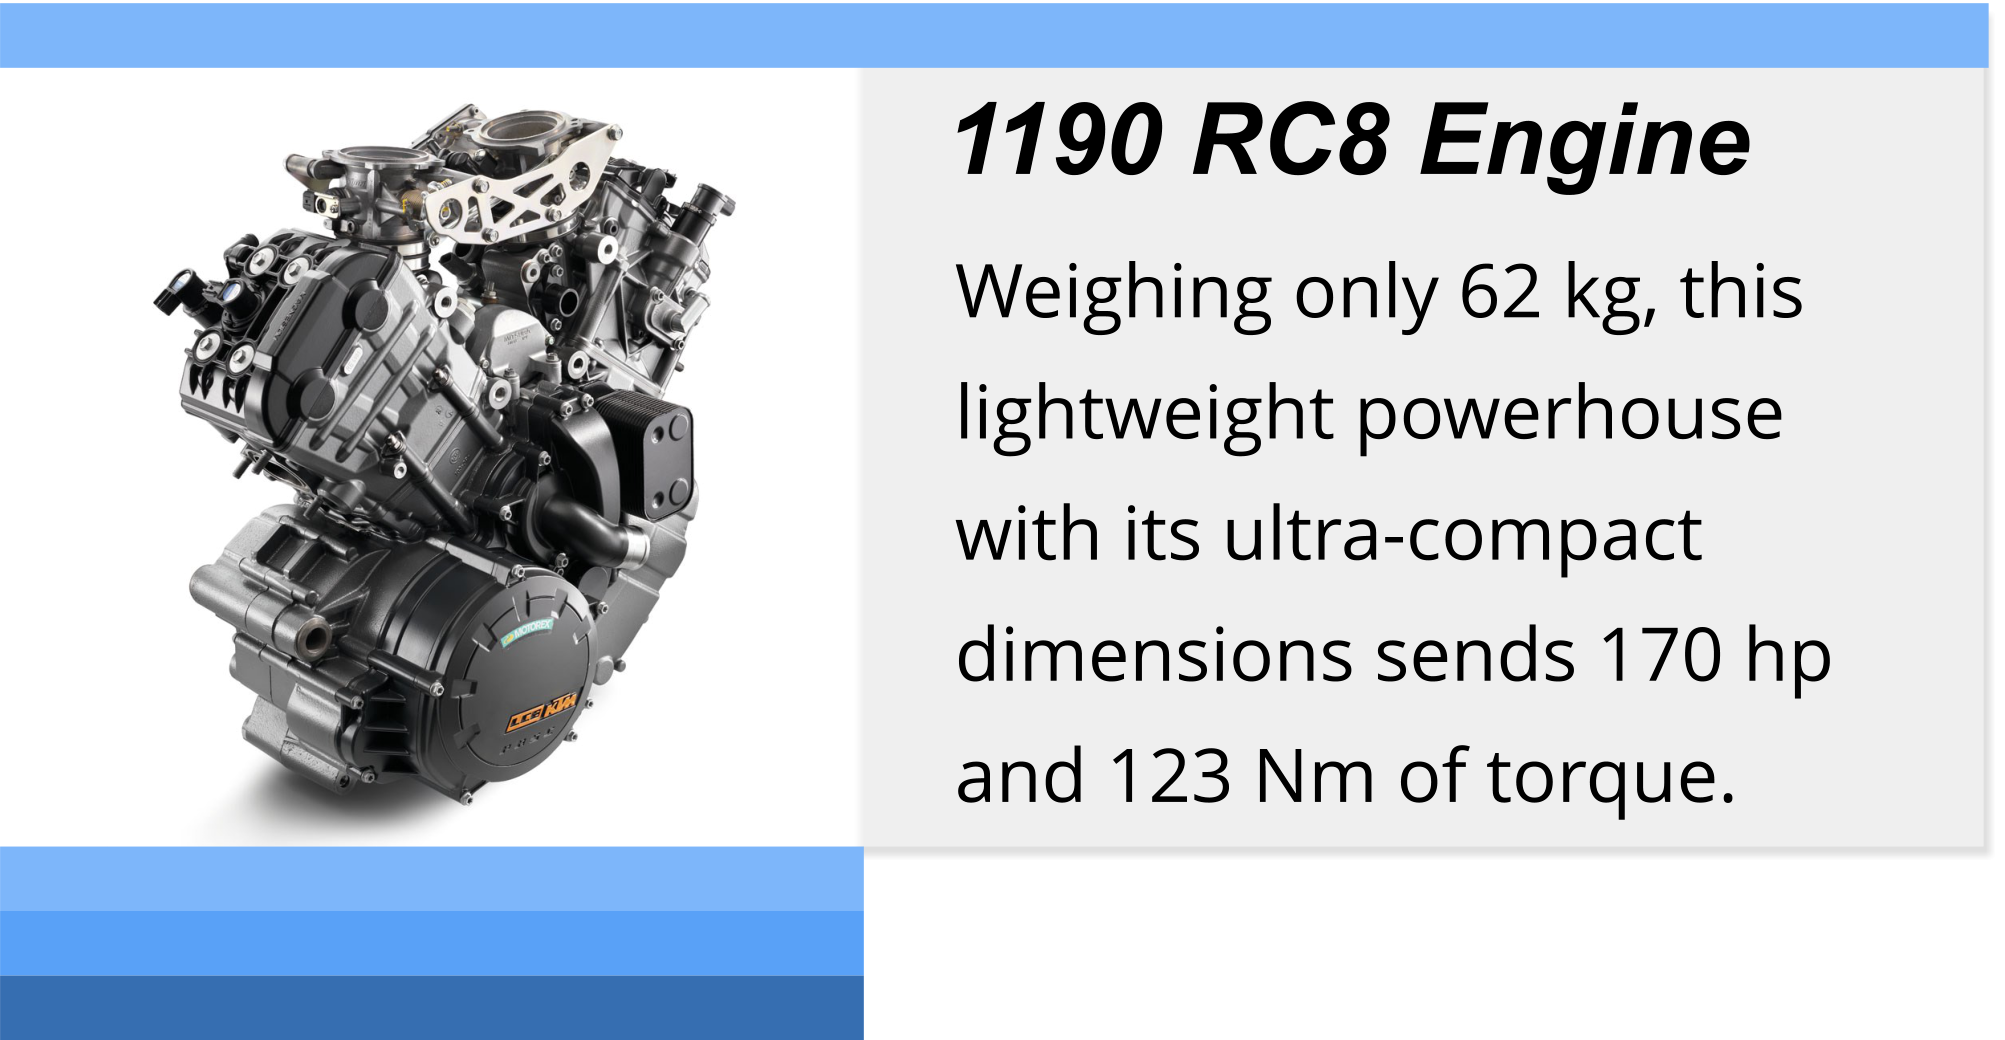 1190 RC8 Engine
Weighing only 62 kg, this
lightweight powerhouse
with its ultra-compact
dimensions sends 170 hp
and 123 Nm of torque.
MOTOREX
KTM